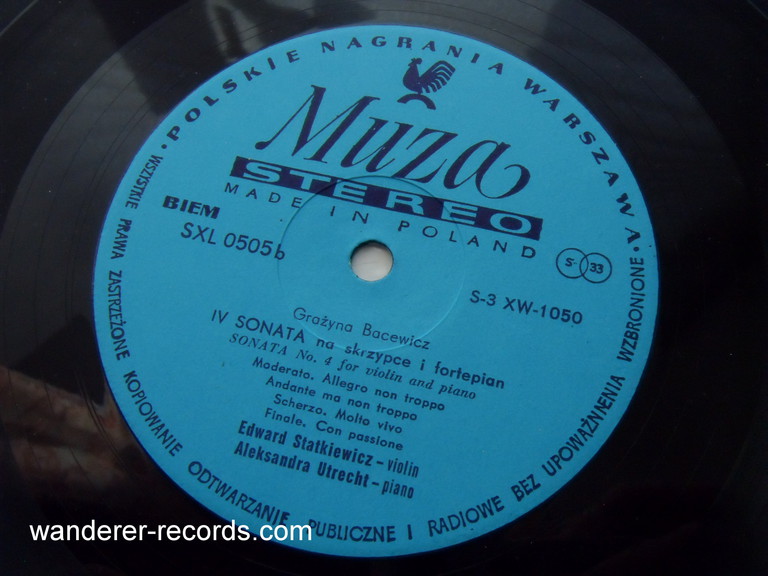 • POLSKIE NAGRANIA WARSZAWA •
Muza
STEREO
MADE IN POLAND
BIEM
SXL 0505b
S- 33
S-3 XW-1050
Grażyna Bacewicz
IV SONATA na skrzypce i fortepian
SONATA No. 4 for violin and piano
Moderato. Allegro non troppo
Andante ma non troppo
Scherzo. Molto vivo
Finale. Con passione
Edward Statkiewicz – violin
Aleksandra Utrecht – piano
WSZYSTKIE PRAWA ZASTRZEŻONE KOPIOWANIE ODTWARZANIE PUBLICZNE I RADIOWE BEZ UPOWAŻNIENIA WZBRONIONE
wanderer-records.com